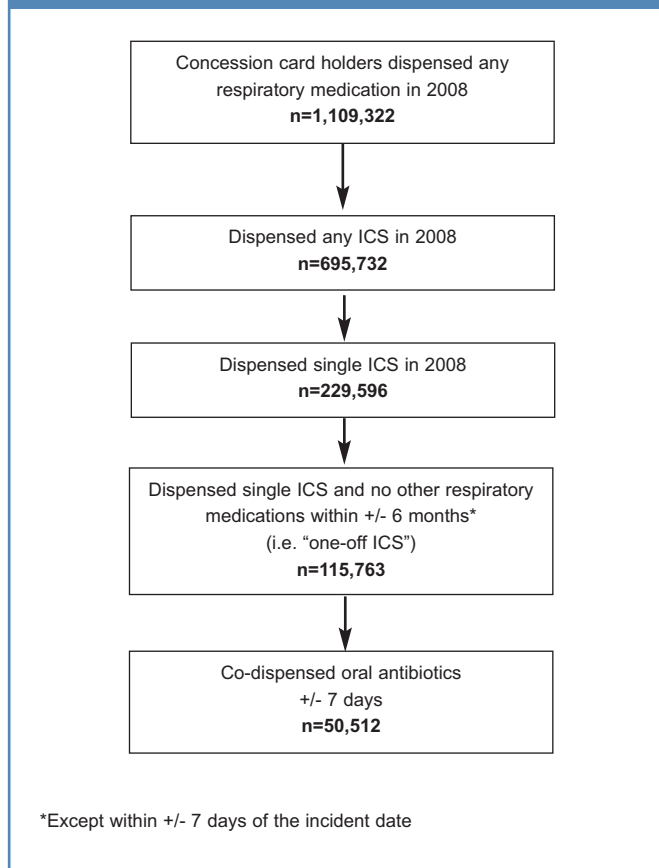 Concession card holders dispensed any
respiratory medication in 2008
n=1,109,322
Dispensed any ICS in 2008
n=695,732
Dispensed single ICS in 2008
n=229,596
Dispensed single ICS and no other respiratory
medications within +/- 6 months*
(i.e. “one-off ICS”)
n=115,763
Co-dispensed oral antibiotics
+/- 7 days
n=50,512
*Except within +/- 7 days of the incident date